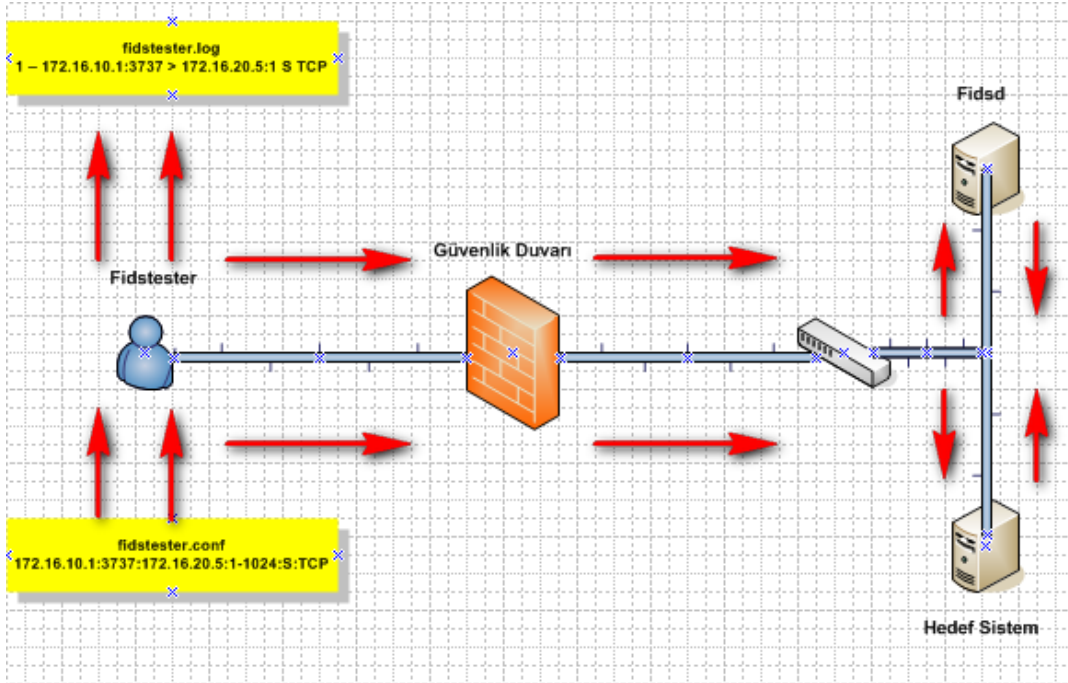 fidstester.log
1 – 172.16.10.1:3737 > 172.16.20.5:1 S TCP
Fidsd
Güvenlik Duvarı
Fidstester
fidstester.conf
172.16.10.1:3737:172.16.20.5:1-1024:S:TCP
Hedef Sistem